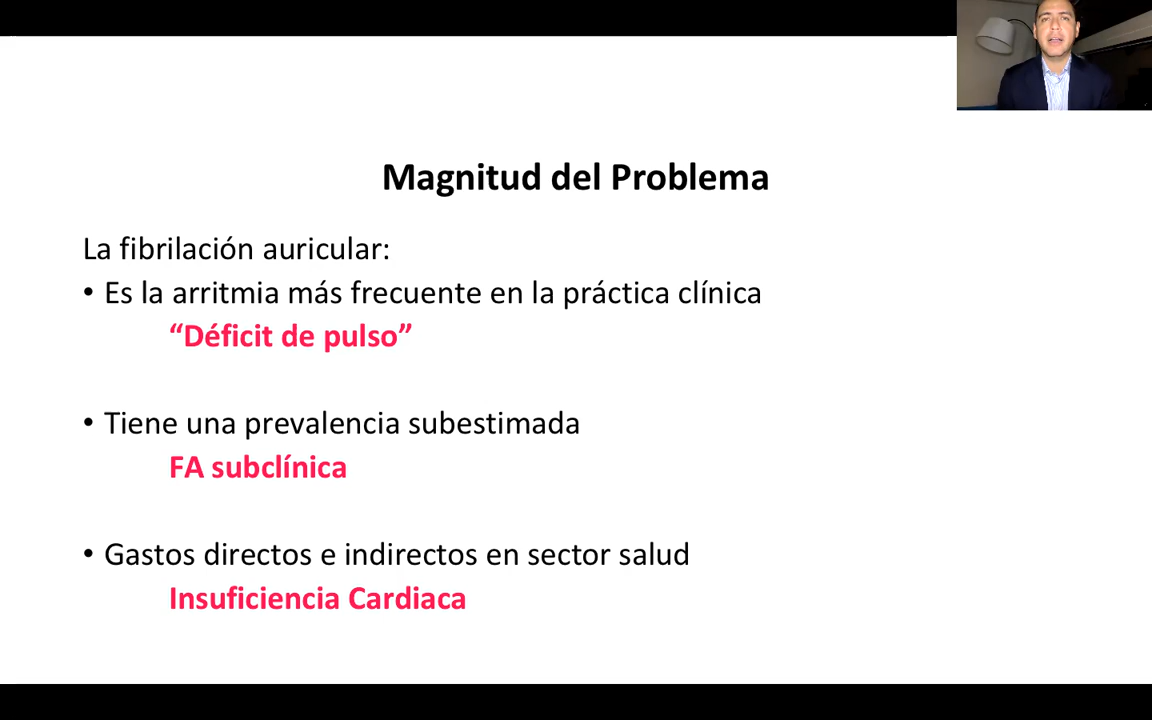 Magnitud del Problema
La fibrilación auricular:
• Es la arritmia más frecuente en la práctica clínica
“Déficit de pulso”
• Tiene una prevalencia subestimada
FA subclínica
• Gastos directos e indirectos en sector salud
Insuficiencia Cardiaca